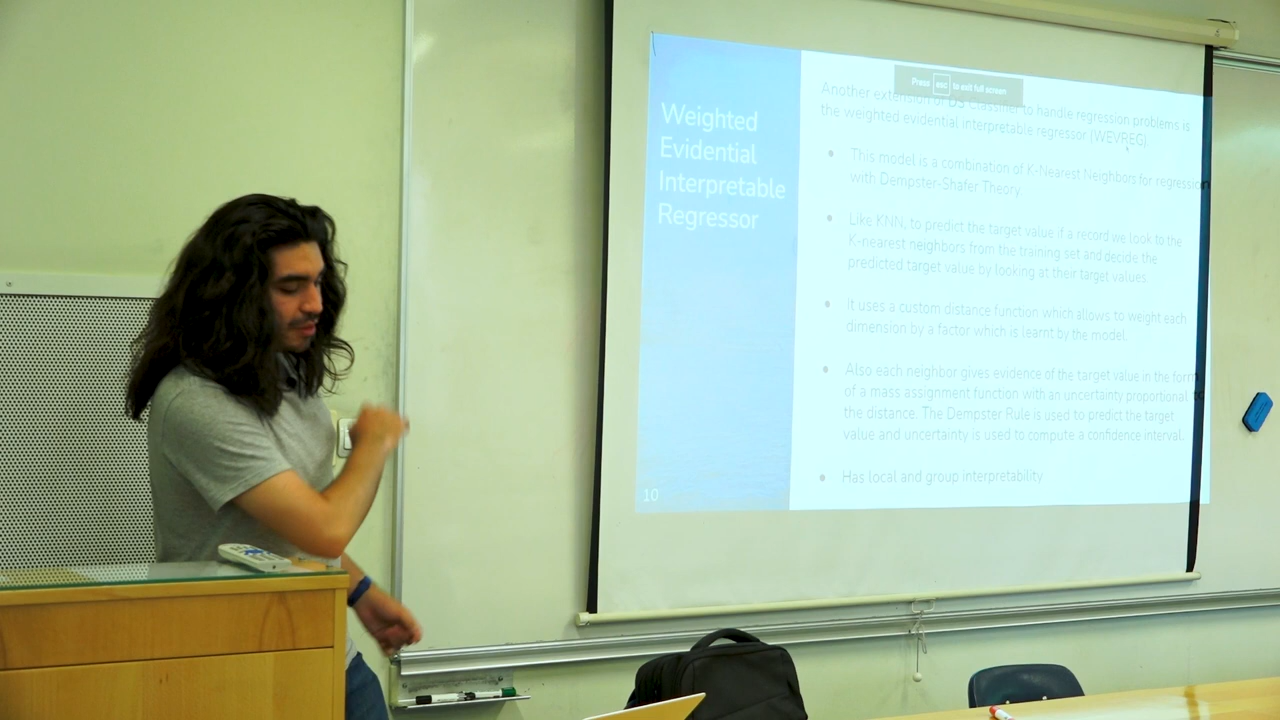 Weighted
Evidential
Interpretable
Regressor
10
Press esc to exit full screen
Another extension of DS Classifier to handle regression problems is
the weighted evidential interpretable regressor (WEVREG)
This model is a combination of K-Nearest Neighbors for regression
with Dempster-Shafer Theory
Like KNN, to predict the target value if a record we look to the
K-nearest neighbors from the training set and decide the
predicted target value by looking at their target values
It uses a custom distance function which allows to weight each
dimension by a factor which is learnt by the model.
Also each neighbor gives evidence of the target value in the form
of a mass assignment function with an uncertainty proportional to
the distance. The Dempster Rule is used to predict the target
value and uncertainty is used to compute a confidence interval.
Has local and group interpretability